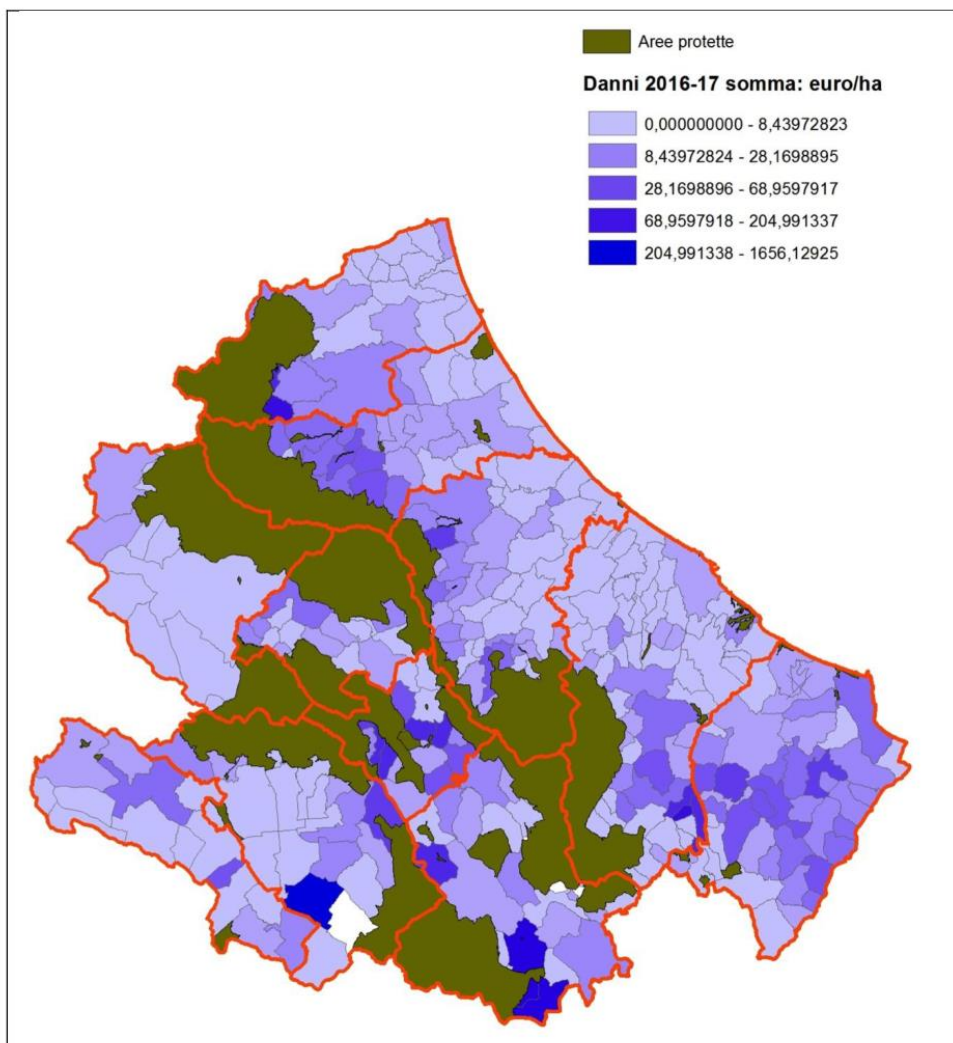 Aree protette
Danni 2016-17 somma: euro/ha
0,000000000 - 8,43972823
8,43972824 - 28,1698895
28,1698896 - 68,9597917
68,9597918 - 204,991337
204,991338 - 1656,12925